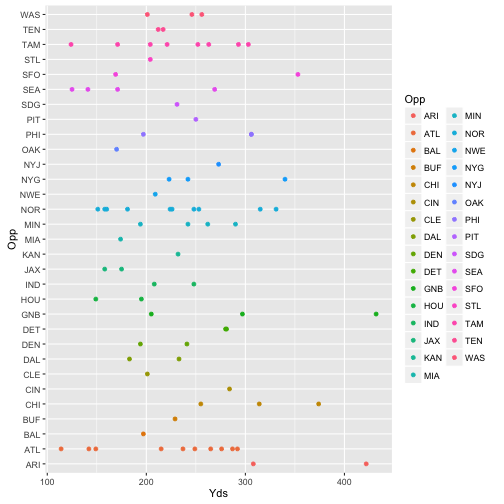 WAS
TEN
TAM
STL
SFO
SEA
SDG
PIT
PHI
OAK
NYJ
NYG
NWE
NOR
MIN
MIA
KAN
JAX
IND
HOU
GNB
DET
DEN
DAL
CLE
CIN
CHI
BUF
BAL
ATL
ARI
Opp
100 200 300 400
Yds
Opp
ARI MIN
ATL NOR
BAL NWE
BUF NYG
CHI NYJ
CIN OAK
CLE PHI
DAL PIT
DEN SDG
DET SEA
GNB SFO
HOU STL
IND TAM
JAX TEN
KAN WAS
MIA